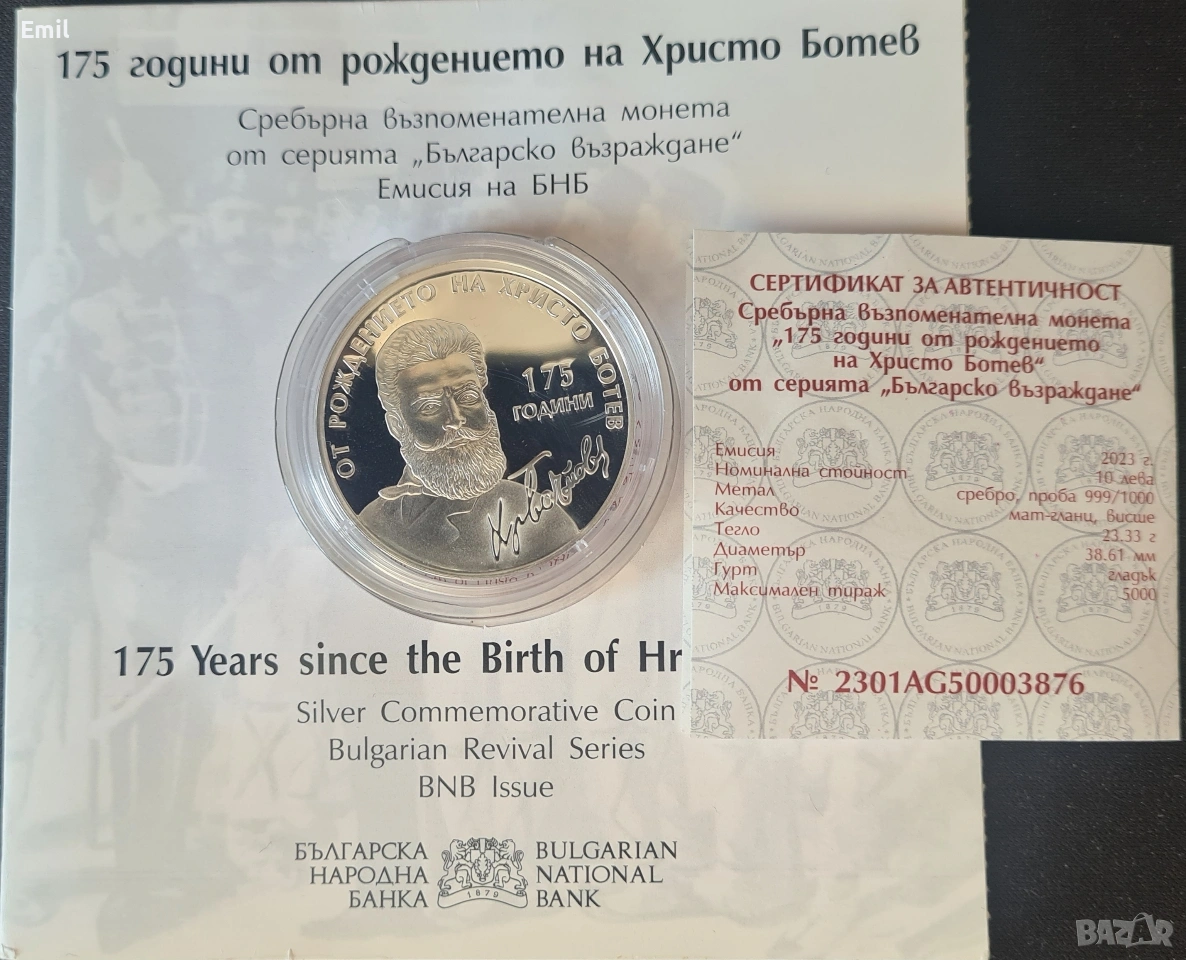 Emil
175 години от рождението на Христо Ботев
Сребърна възпоменателна монета
от серията „Българско възраждане“
Емисия на БНБ
ОТ РОЖДЕНИЕТО НА ХРИСТО БОТЕВ
175
ГОДИНИ
175 Years since the Birth of Hr
Silver Commemorative Coin
Bulgarian Revival Series
BNB Issue
БЪЛГАРСКА
НАРОДНА
БАНКА
1879
BULGARIAN
NATIONAL
BANK
СЕРТИФИКАТ ЗА АВТЕНТИЧНОСТ
Сребърна възпоменателна монета
„175 години от рождението
на Христо Ботев“
от серията „Българско възраждане“
Емисия 2023 г.
Номинална стойност 10 лева
Метал сребро, проба 999/1000
Качество мат-гланц, висше
Тегло 23.33 г
Диаметър 38.61 мм
Гурт гладък
Максимален тираж 5000
№ 2301AG50003876
BAZAR